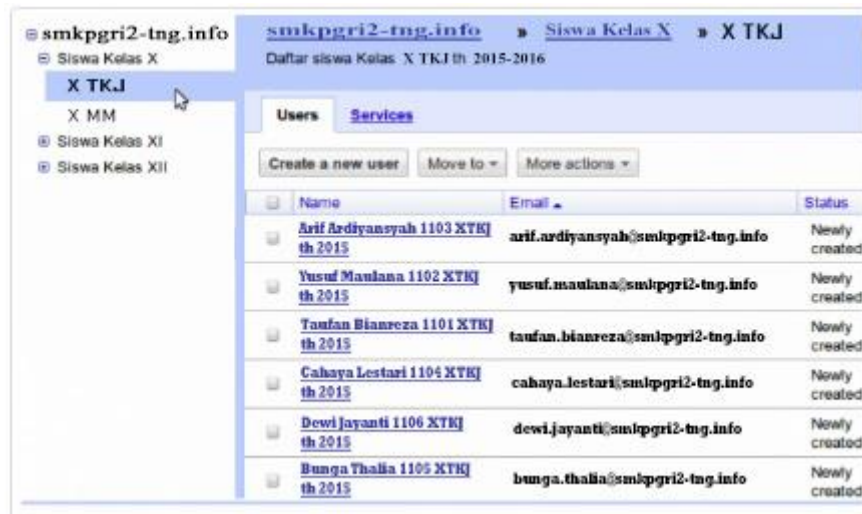 smkpgri2-tng.info
Siswa Kelas X
X TKJ
X MM
Siswa Kelas XI
Siswa Kelas XII
smkpgri2-tng.info » Siswa Kelas X » X TKJ
Daftar siswa Kelas X TKJ th 2015-2016
Users Services
Create a new user Move to More actions
Name Email Status
Arif Ardiyansyah 1103 XTKJ
th 2015
arif.ardiyansyah@smkpgri2-tng.info
Newly
created
Yusuf Maulana 1102 XTKJ
th 2015
yusuf.maulana@smkpgri2-tng.info
Newly
created
Taufan Bianreza 1101 XTKJ
th 2015
taufan.bianreza@smkpgri2-tng.info
Newly
created
Cahaya Lestari 1104 XTKJ
th 2015
cahaya.lestari@smkpgri2-tng.info
Newly
created
Dewi Jayanti 1106 XTKJ
th 2015
dewi.jayanti@smkpgri2-tng.info
Newly
created
Bunga Thalia 1105 XTKJ
th 2015
bunga.thalia@smkpgri2-tng.info
Newly
created